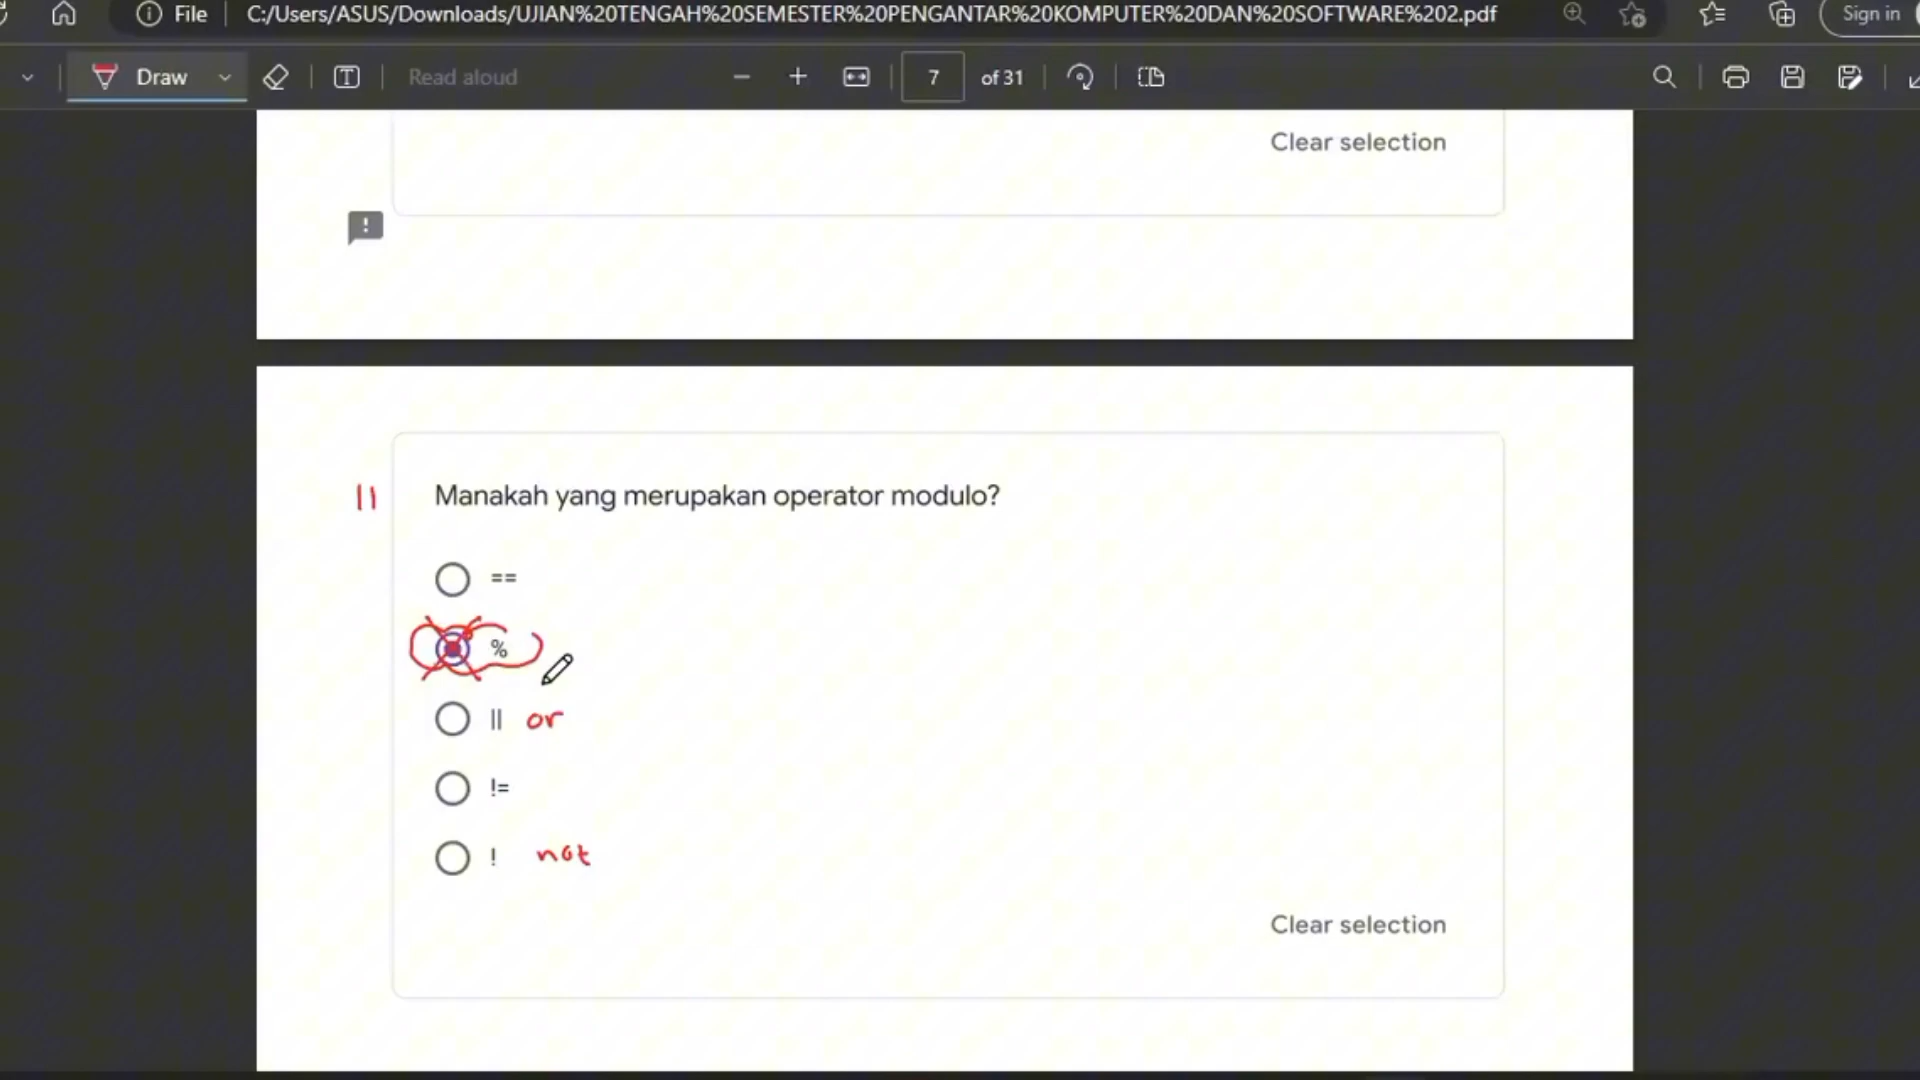 File C:/Users/ASUS/Downloads/UJIAN%20TENGAH%20SEMESTER%20PENGANTAR%20KOMPUTER%20DAN%20SOFTWARE%202.pdf Sign in
Draw Read aloud 7 of 31
Clear selection
11 Manakah yang merupakan operator modulo?
==
%
|| or
!=
! not
Clear selection